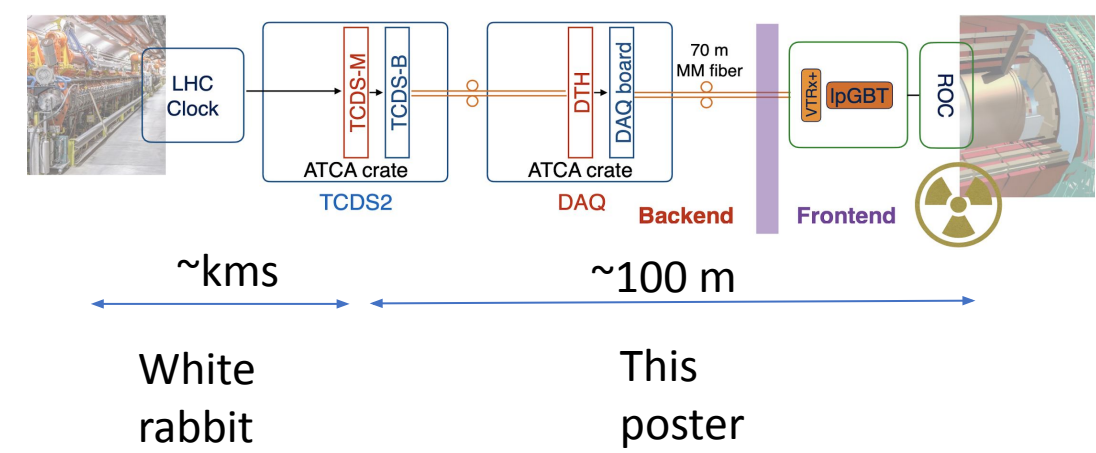 LHC
Clock
TCDS-M
TCDS-B
ATCA crate
TCDS2
DTH
DAQ board
ATCA crate
DAQ
70 m
MM fiber
Backend
Frontend
VTRx+
lpGBT
ROC
~kms
~100 m
White
rabbit
This
poster